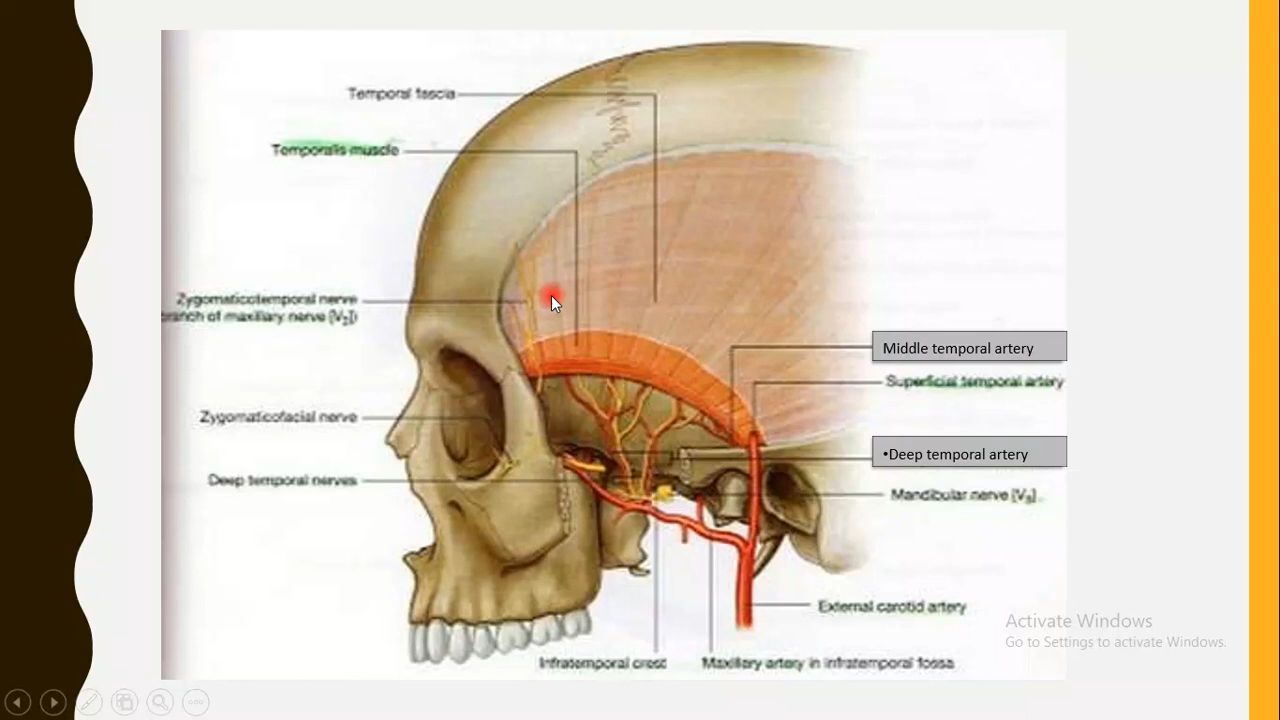 Temporal fascia
Temporalis muscle
Zygomaticotemporal nerve
branch of maxillary nerve [V₂])
Middle temporal artery
Superficial temporal artery
Zygomaticofacial nerve
•Deep temporal artery
Deep temporal nerves
Mandibular nerve [V₃]
External carotid artery
Activate Windows
Go to Settings to activate Windows.
Infratemporal crest
Maxillary artery in infratemporal fossa